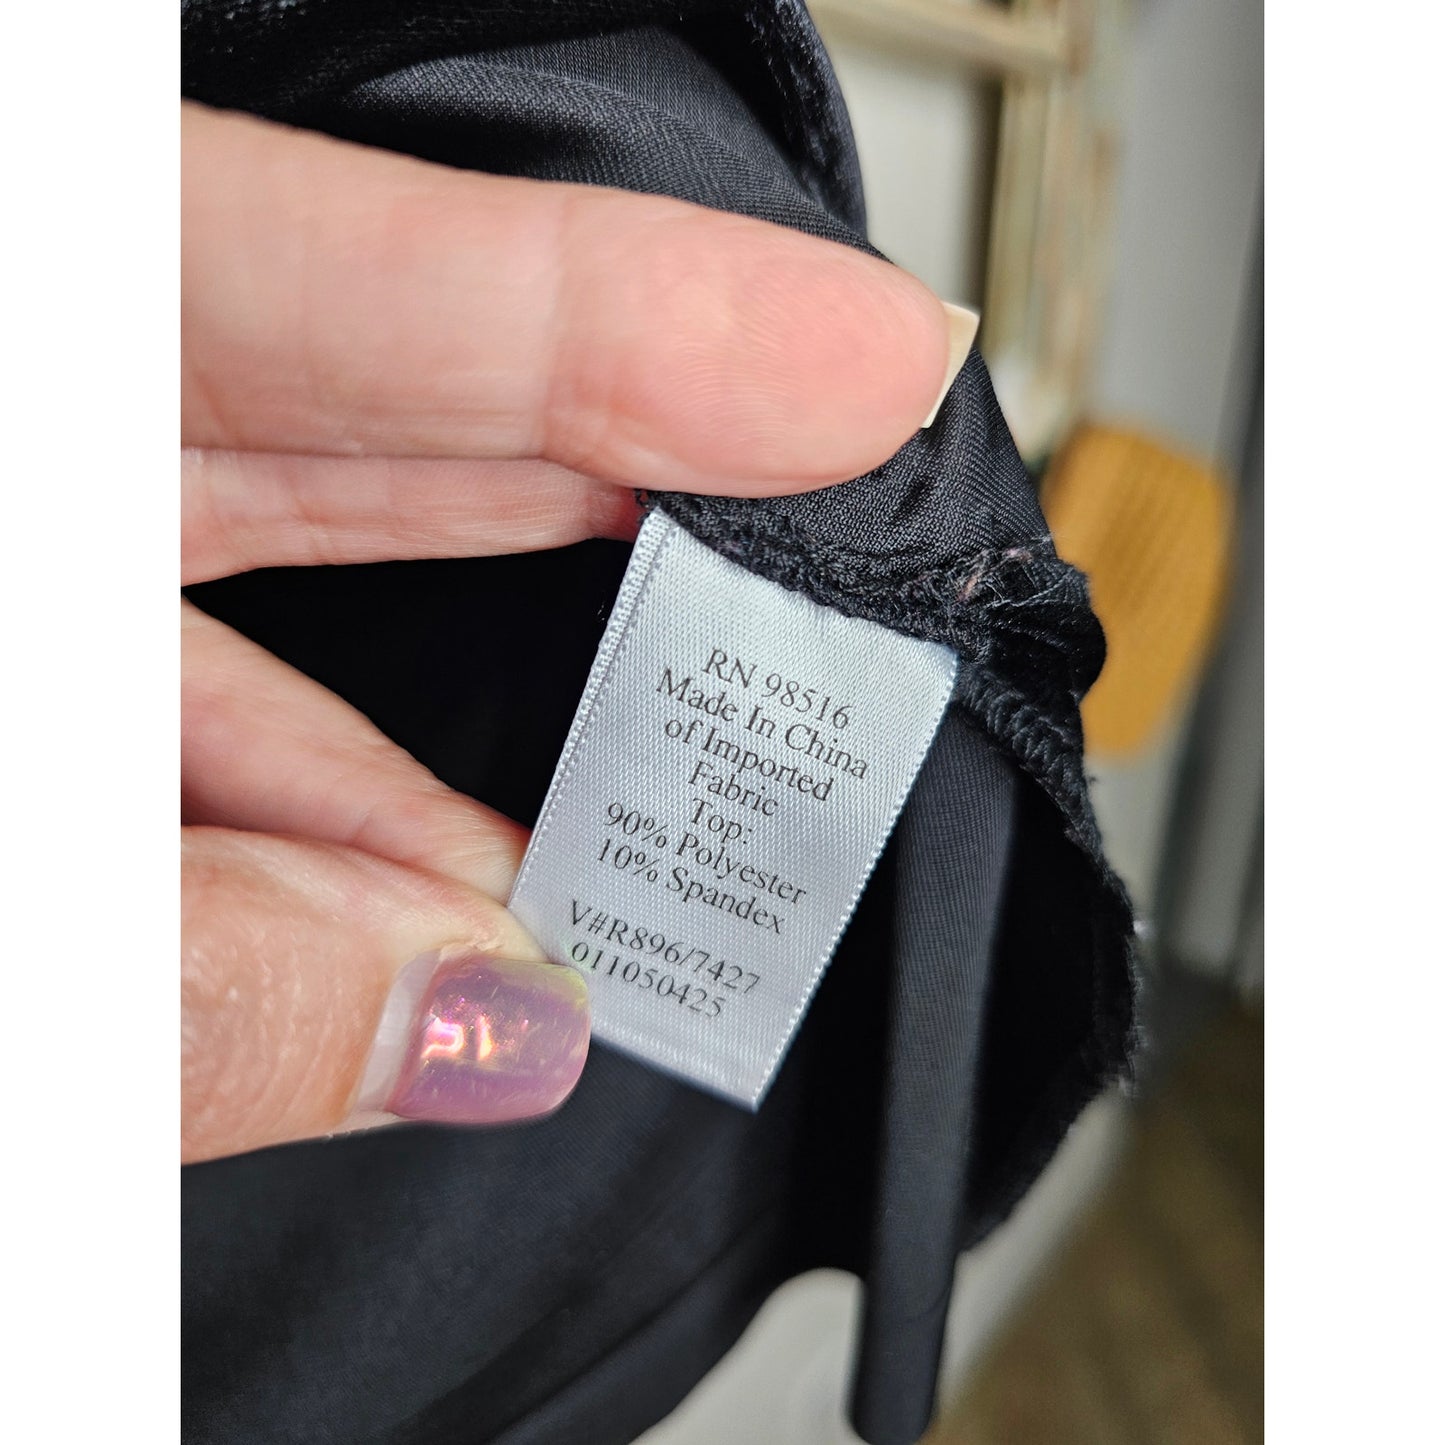 RN 98516
Made In China
of Imported
Fabric
Top:
90% Polyester
10% Spandex
V#R896/7427
011050425